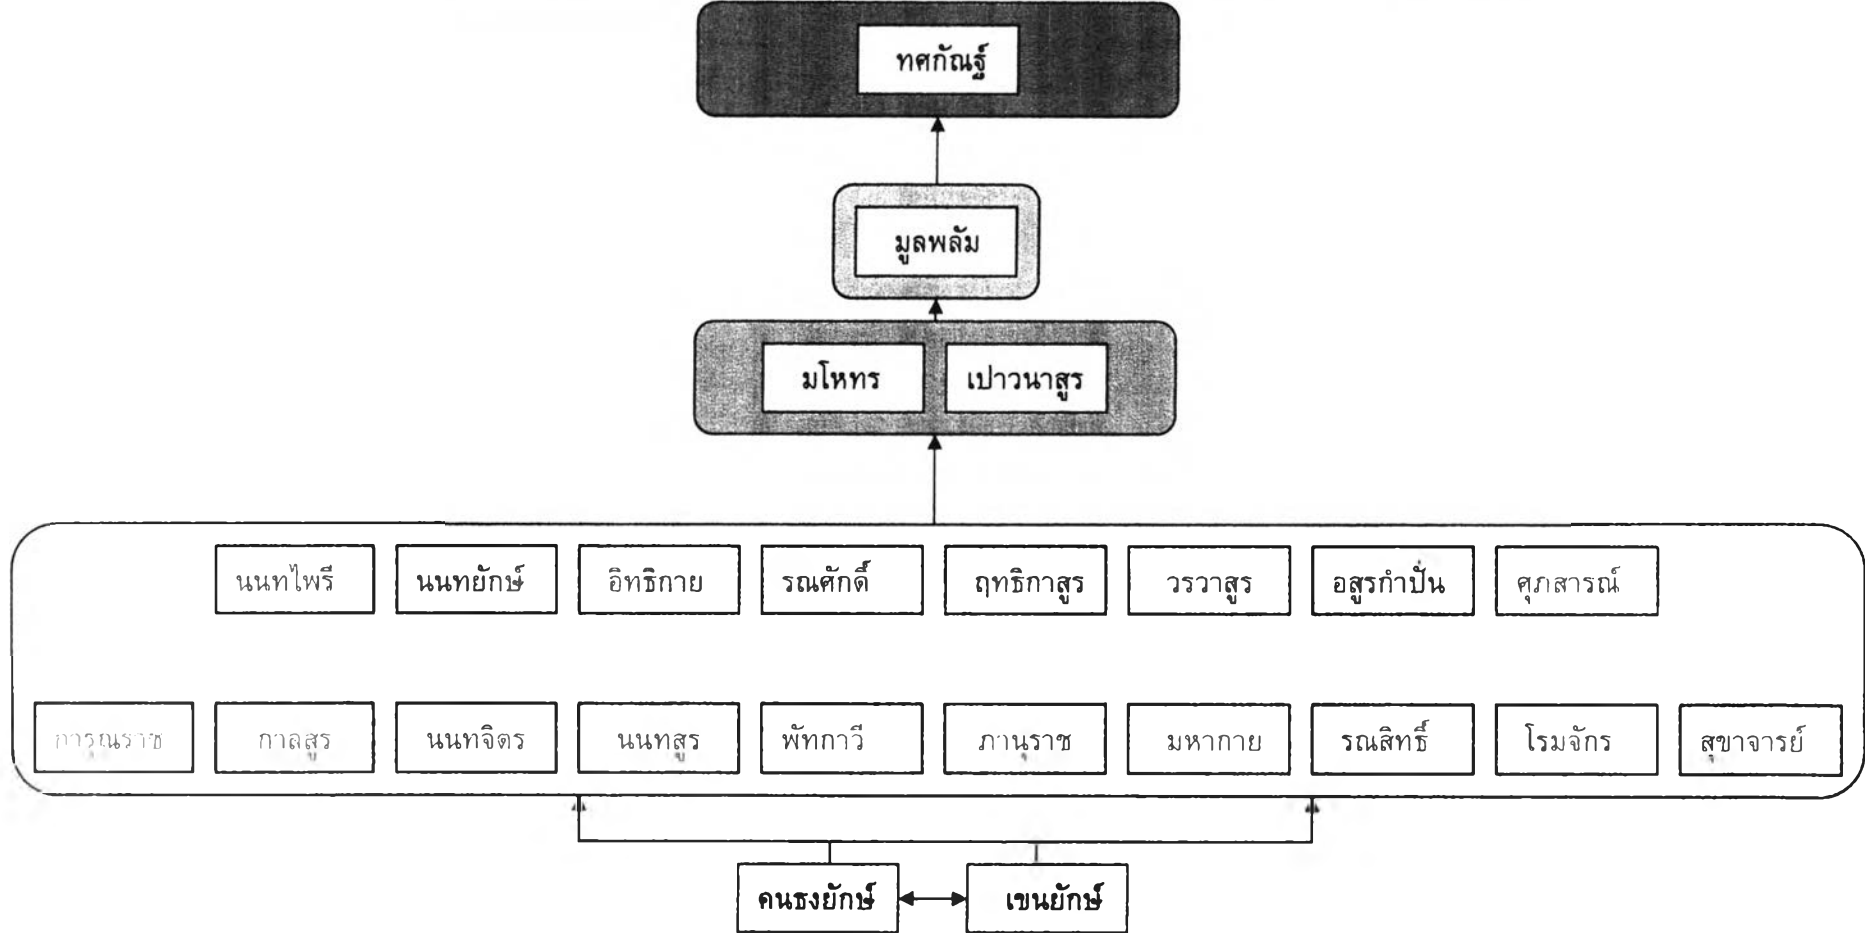 ทศกัณฐ์
มูลพลัม
มโหทร เปาวนาสูร
นนทไพรี นนทยักษ์ อิทธิกาย รณศักดิ์ ฤทธิกาสูร วรวาสูร อสูรกำปั่น ศุภสารณ์
การุณราช กาลสูร นนทจิตร นนทสูร พัทกาวี ภานุราช มหากาย รณสิทธิ์ โรมจักร สุขาจารย์
คนธงยักษ์ เขนยักษ์